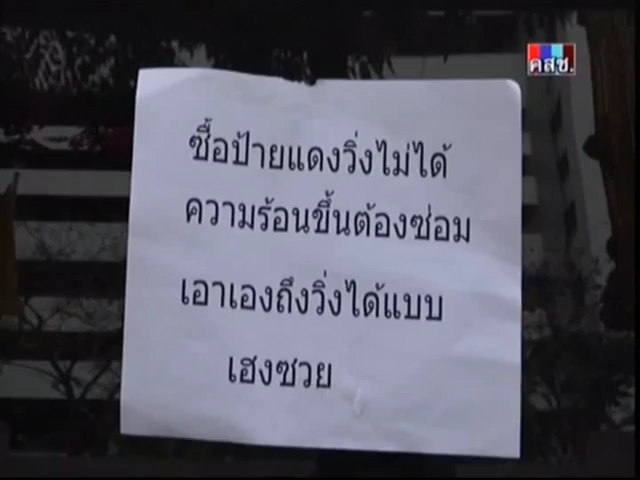 คสช.
ซื้อป้ายแดงวิ่งไม่ได้
ความร้อนขึ้นต้องซ่อม
เอาเองถึงวิ่งได้แบบ
เฮงซวย